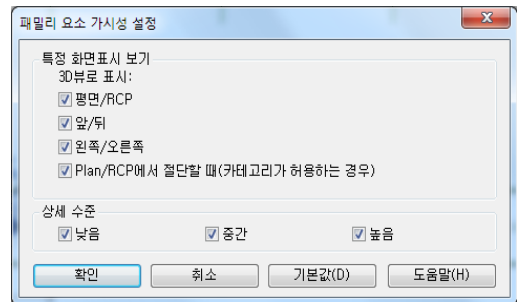 패밀리 요소 가시성 설정
특정 화면표시 보기
3D뷰로 표시:
평면/RCP
앞/뒤
왼쪽/오른쪽
Plan/RCP에서 절단할 때(카테고리가 허용하는 경우)
상세 수준
낮음 중간 높음
확인 취소 기본값(D) 도움말(H)